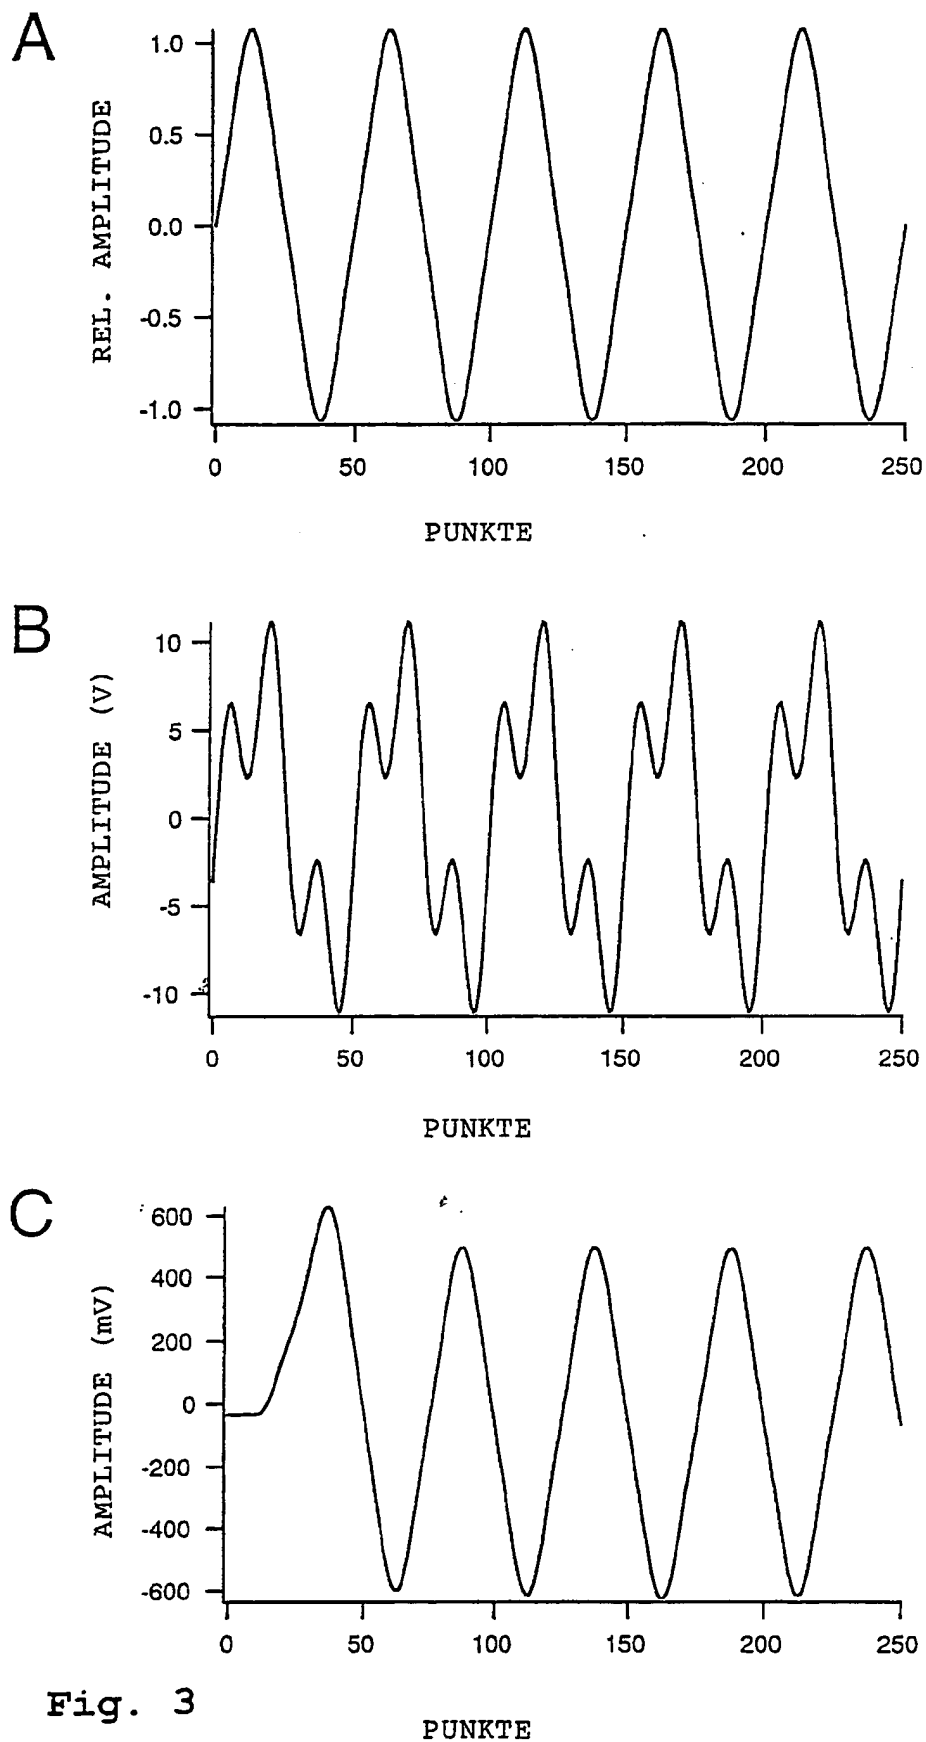 A
REL. AMPLITUDE
1.0
0.5
0.0
-0.5
-1.0
0 50 100 150 200 250
PUNKTE
B
AMPLITUDE (V)
10
5
0
-5
-10
0 50 100 150 200 250
PUNKTE
C
AMPLITUDE (mV)
600
400
200
0
-200
-400
-600
0 50 100 150 200 250
Fig. 3
PUNKTE